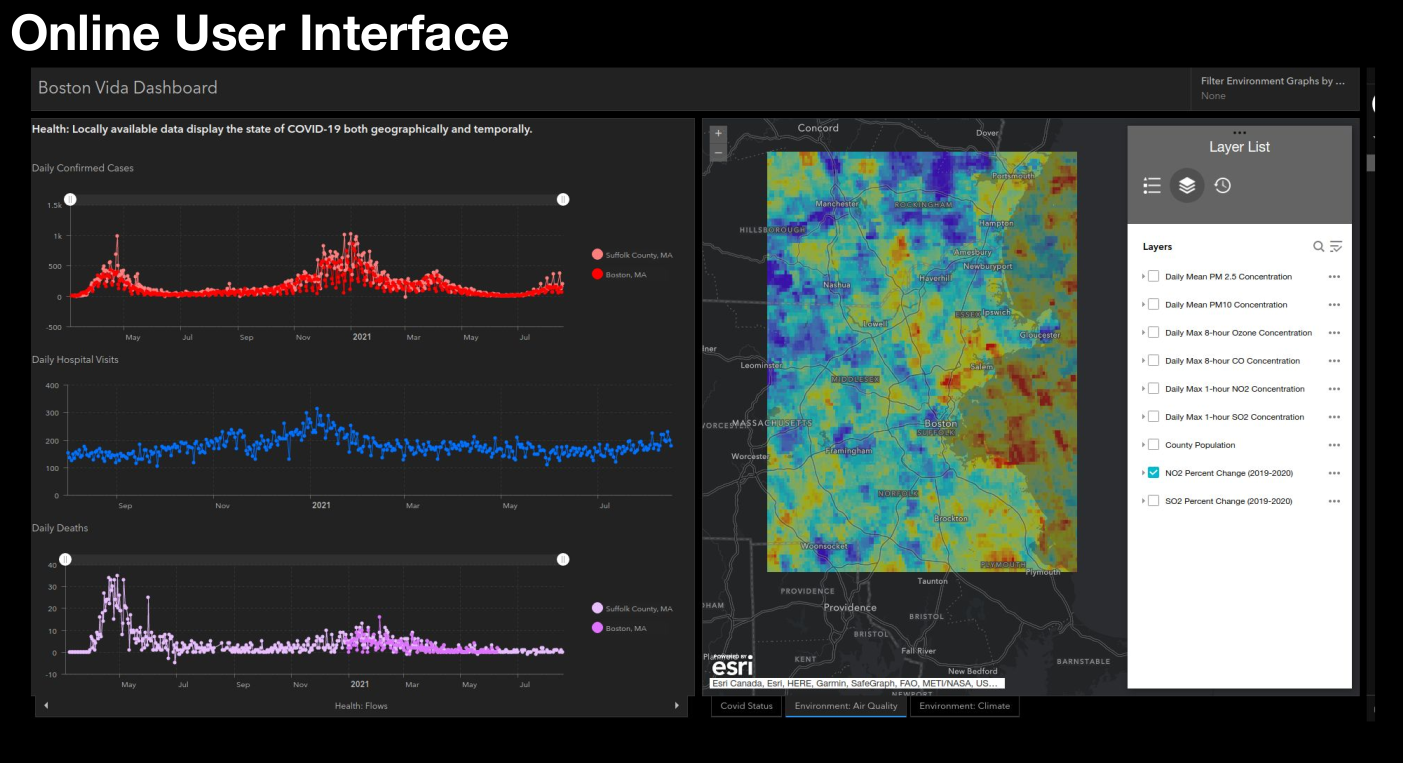 Online User Interface
Boston Vida Dashboard
Filter Environment Graphs by ...
None
Health: Locally available data display the state of COVID-19 both geographically and temporally.
Daily Confirmed Cases
1.5k
1k
500
0
-500
May
Jul
Sep
Nov
2021
Mar
May
Jul
Suffolk County, MA
Boston, MA
Daily Hospital Visits
400
300
200
100
0
Sep
Nov
2021
Mar
May
Jul
Daily Deaths
40
30
20
10
0
-10
May
Jul
Sep
Nov
2021
Mar
May
Jul
Suffolk County, MA
Boston, MA
Health: Flows
+
−
Concord
Dover
Portsmouth
Manchester
ROCKINGHAM
Hampton
HILLSBOROUGH
Amesbury
Newburyport
Haverhill
Nashua
ESSEX
Ipswich
Lowell
Gloucester
Leominster
Salem
MIDDLESEX
MASSACHUSETTS
Boston
SUFFOLK
Framingham
Worcester
NORFOLK
Brockton
Woonsocket
PLYMOUTH
Plymouth
Taunton
PROVIDENCE
Providence
BRISTOL
BRISTOL
Fall River
KENT
BARNSTABLE
New Bedford
NEWPORT
POWERED BY
esri
Esri Canada, Esri, HERE, Garmin, SafeGraph, FAO, METI/NASA, US...
Layer List
Layers
Daily Mean PM 2.5 Concentration
Daily Mean PM10 Concentration
Daily Max 8-hour Ozone Concentration
Daily Max 8-hour CO Concentration
Daily Max 1-hour NO2 Concentration
Daily Max 1-hour SO2 Concentration
County Population
NO2 Percent Change (2019-2020)
SO2 Percent Change (2019-2020)
Covid Status
Environment: Air Quality
Environment: Climate